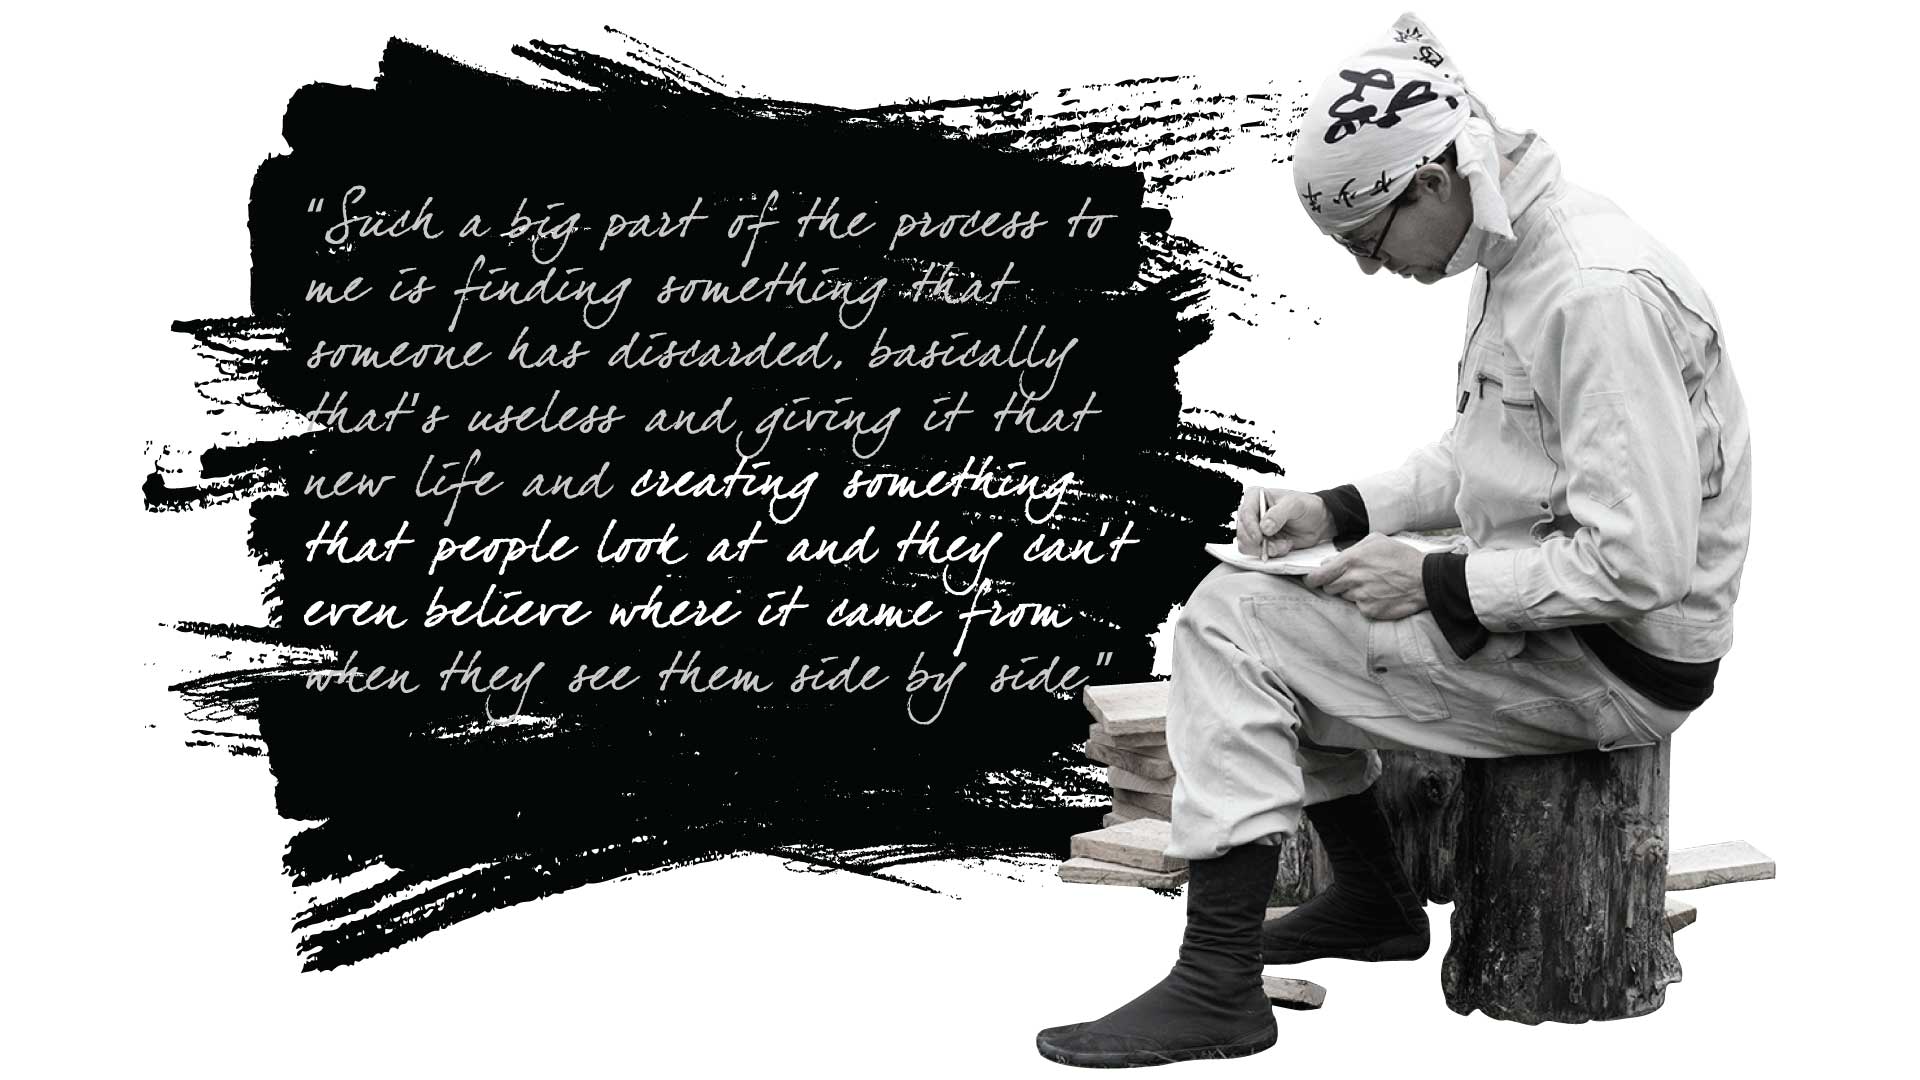 “Such a big part of the process to
me is finding something that
someone has discarded, basically
that's useless and giving it that
new life and creating something
that people look at and they can't
even believe where it came from
when they see them side by side.”